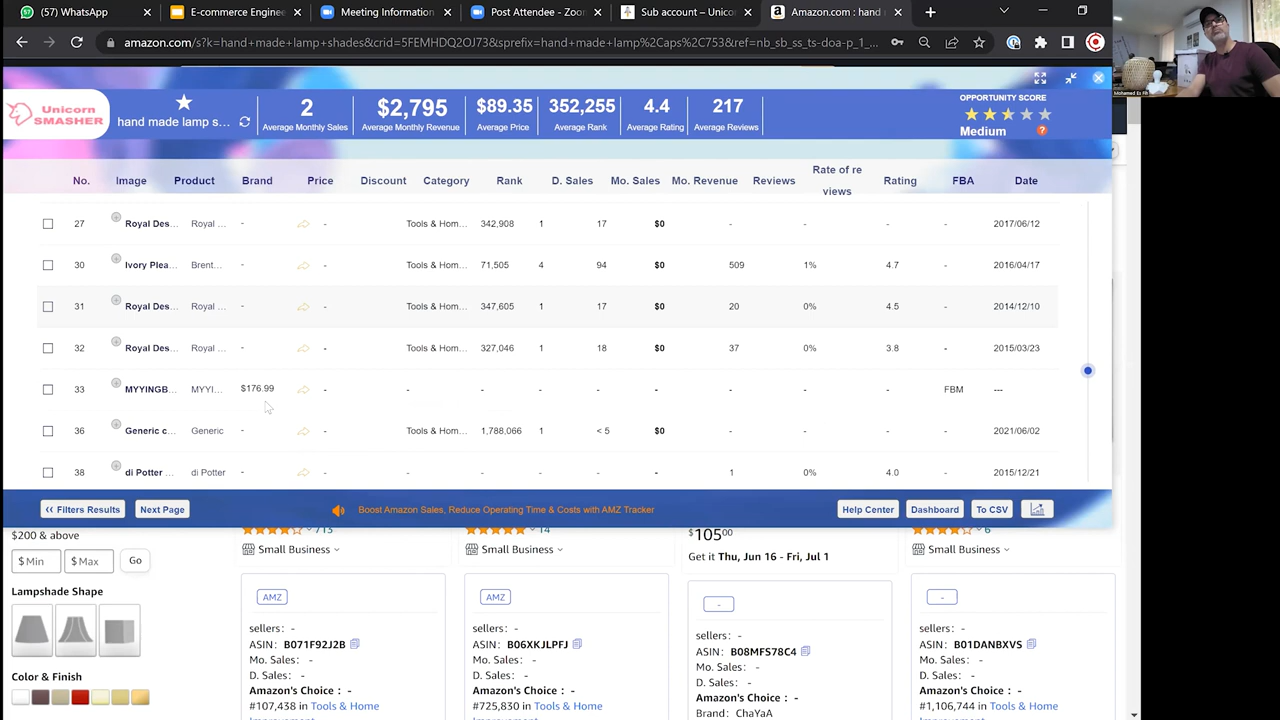 (57) WhatsApp
E-commerce Engine
Meeting Information
Post Attendee - Zoo
Sub account – Un
Amazon.com : hand
amazon.com/s?k=hand+made+lamp+shades&crid=5FEMHDQ2OJ73&sprefix=hand+made+lamp%2Caps%2C753&ref=nb_sb_ss_ts-doa-p_1_...
Unicorn SMASHER
hand made lamp s...
2
Average Monthly Sales
$2,795
Average Monthly Revenue
$89.35
Average Price
352,255
Average Rank
4.4
Average Rating
217
Average Reviews
OPPORTUNITY SCORE
Medium ?
No. Image Product Brand Price Discount Category Rank D. Sales Mo. Sales Mo. Revenue Reviews Rate of re views Rating FBA Date
27 Royal Des... Royal ... - - Tools & Hom... 342,908 1 17 $0 - - - - 2017/06/12
30 Ivory Plea... Brent... - - Tools & Hom... 71,505 4 94 $0 509 1% 4.7 - 2016/04/17
31 Royal Des... Royal ... - - Tools & Hom... 347,605 1 17 $0 20 0% 4.5 - 2014/12/10
32 Royal Des... Royal ... - - Tools & Hom... 327,046 1 18 $0 37 0% 3.8 - 2015/03/23
33 MYYINGB... MYYI... $176.99 - - - - - - - - - FBM ---
36 Generic c... Generic - - Tools & Hom... 1,788,066 1 < 5 $0 - - - - 2021/06/02
38 di Potter ... di Potter - - - - - - - 1 0% 4.0 - 2015/12/21
Filters Results
Next Page
Boost Amazon Sales, Reduce Operating Time & Costs with AMZ Tracker
Help Center
Dashboard
To CSV
$200 & above
$ Min $ Max Go
Lampshade Shape
Color & Finish
713
Small Business
AMZ
sellers: -
ASIN: B071F92J2B
Mo. Sales: -
D. Sales: -
Amazon's Choice : -
#107,438 in Tools & Home
Improvement
14
Small Business
AMZ
sellers: -
ASIN: B06XKJLPFJ
Mo. Sales: -
D. Sales: -
Amazon's Choice : -
#725,830 in Tools & Home
Improvement
$10500
Get it Thu, Jun 16 - Fri, Jul 1
-
sellers: -
ASIN: B08MFS78C4
Mo. Sales: -
D. Sales: -
Amazon's Choice : -
Brand: ChaYaA
6
Small Business
-
sellers: -
ASIN: B01DANBXVS
Mo. Sales: -
D. Sales: -
Amazon's Choice : -
#1,106,744 in Tools & Home
Improvement